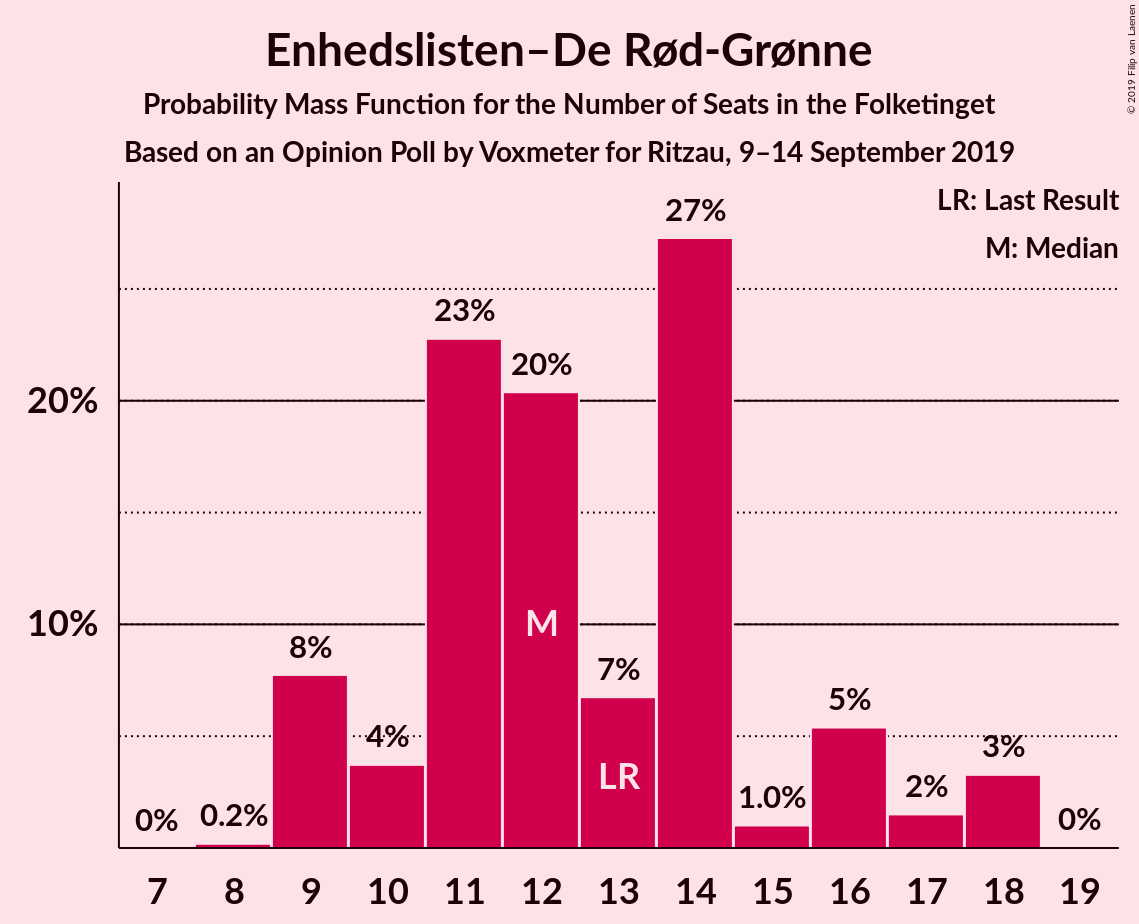 Enhedslisten–De Rød-Grønne
Probability Mass Function for the Number of Seats in the Folketinget
Based on an Opinion Poll by Voxmeter for Ritzau, 9–14 September 2019
© 2019 Filip van Laenen
LR: Last Result
M: Median
20%
10%
0%
0.2%
8%
4%
23%
20%
7%
27%
1.0%
5%
2%
3%
0%
M
LR
7 8 9 10 11 12 13 14 15 16 17 18 19